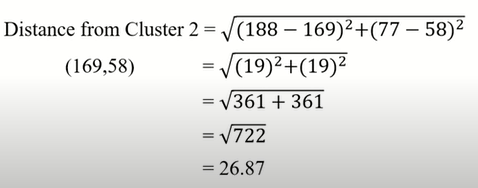 Distance from Cluster 2 = √(188 – 169)²+(77 – 58)²
(169,58) = √(19)²+(19)²
= √361 + 361
= √722
= 26.87